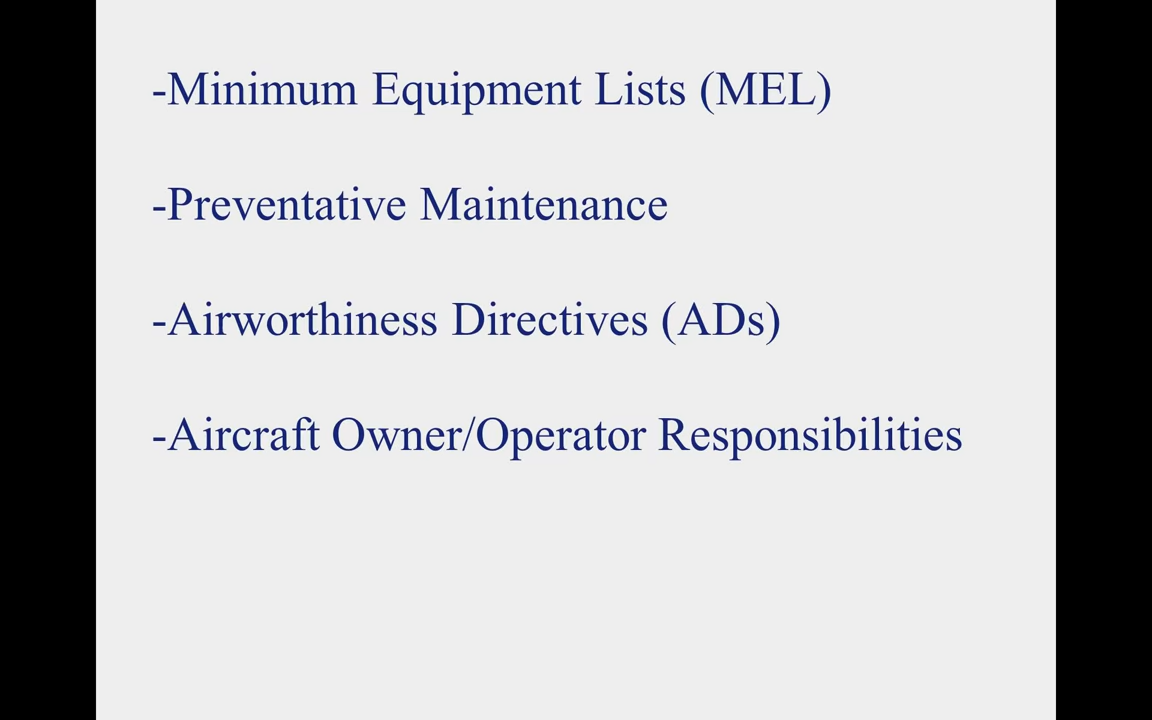 -Minimum Equipment Lists (MEL)
-Preventative Maintenance
-Airworthiness Directives (ADs)
-Aircraft Owner/Operator Responsibilities